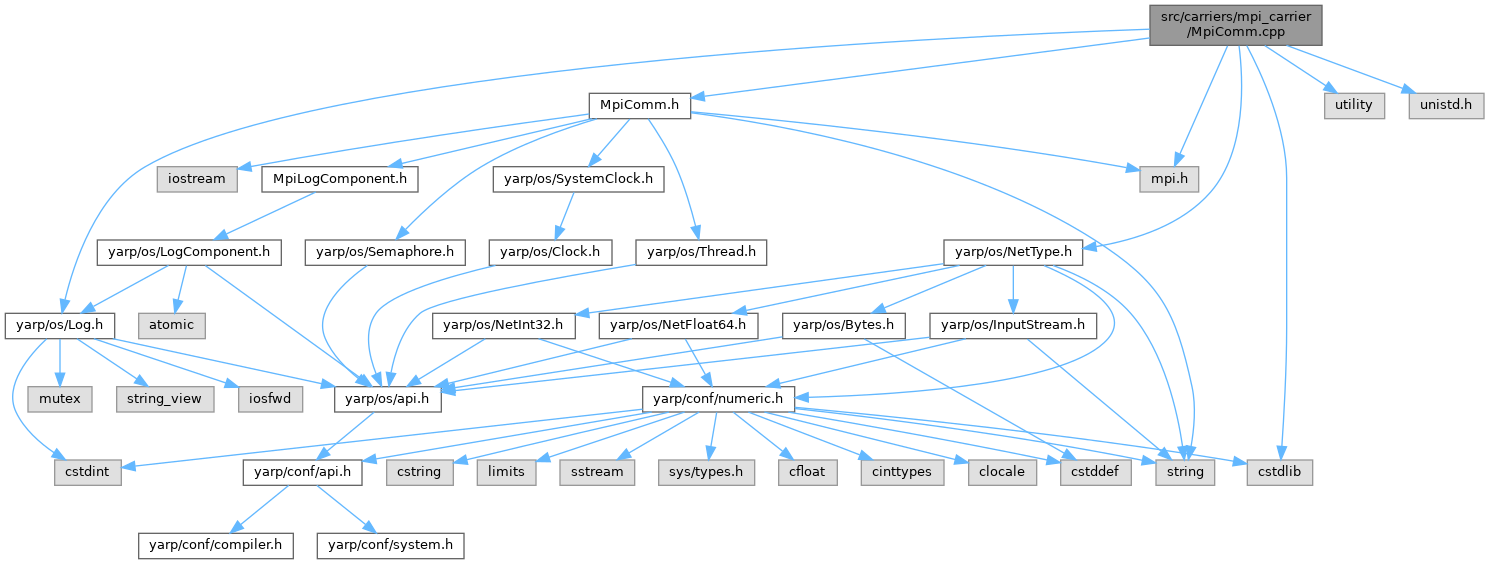 src/carriers/mpi_carrier
/MpiComm.cpp
MpiComm.h
utility
unistd.h
iostream
MpiLogComponent.h
yarp/os/SystemClock.h
mpi.h
yarp/os/LogComponent.h
yarp/os/Semaphore.h
yarp/os/Clock.h
yarp/os/Thread.h
yarp/os/NetType.h
yarp/os/Log.h
atomic
yarp/os/NetInt32.h
yarp/os/NetFloat64.h
yarp/os/Bytes.h
yarp/os/InputStream.h
mutex
string_view
iosfwd
yarp/os/api.h
yarp/conf/numeric.h
cstdint
yarp/conf/api.h
cstring
limits
sstream
sys/types.h
cfloat
cinttypes
clocale
cstddef
string
cstdlib
yarp/conf/compiler.h
yarp/conf/system.h